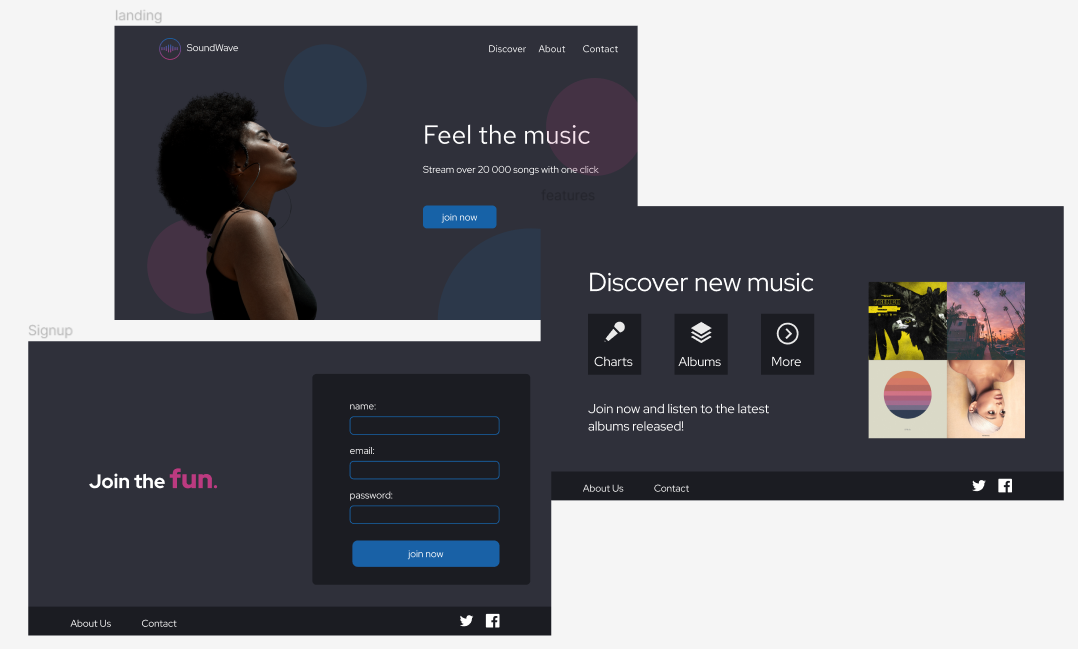 landing
SoundWave
Discover About Contact
Feel the music
Stream over 20 000 songs with one click
join now
features
Discover new music
Charts Albums More
Join now and listen to the latest
albums released!
About Us Contact
Signup
Join the fun.
name:
email:
password:
join now
About Us Contact